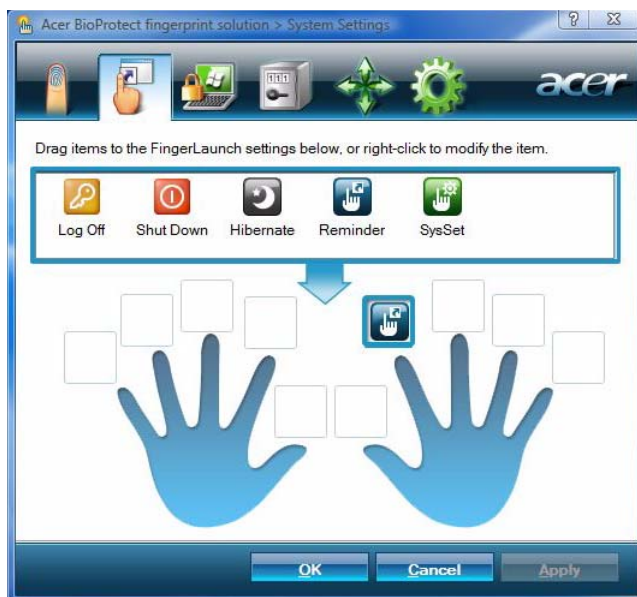 Acer BioProtect fingerprint solution > System Settings
acer
Drag items to the FingerLaunch settings below, or right-click to modify the item.
Log Off Shut Down Hibernate Reminder SysSet
OK Cancel Apply